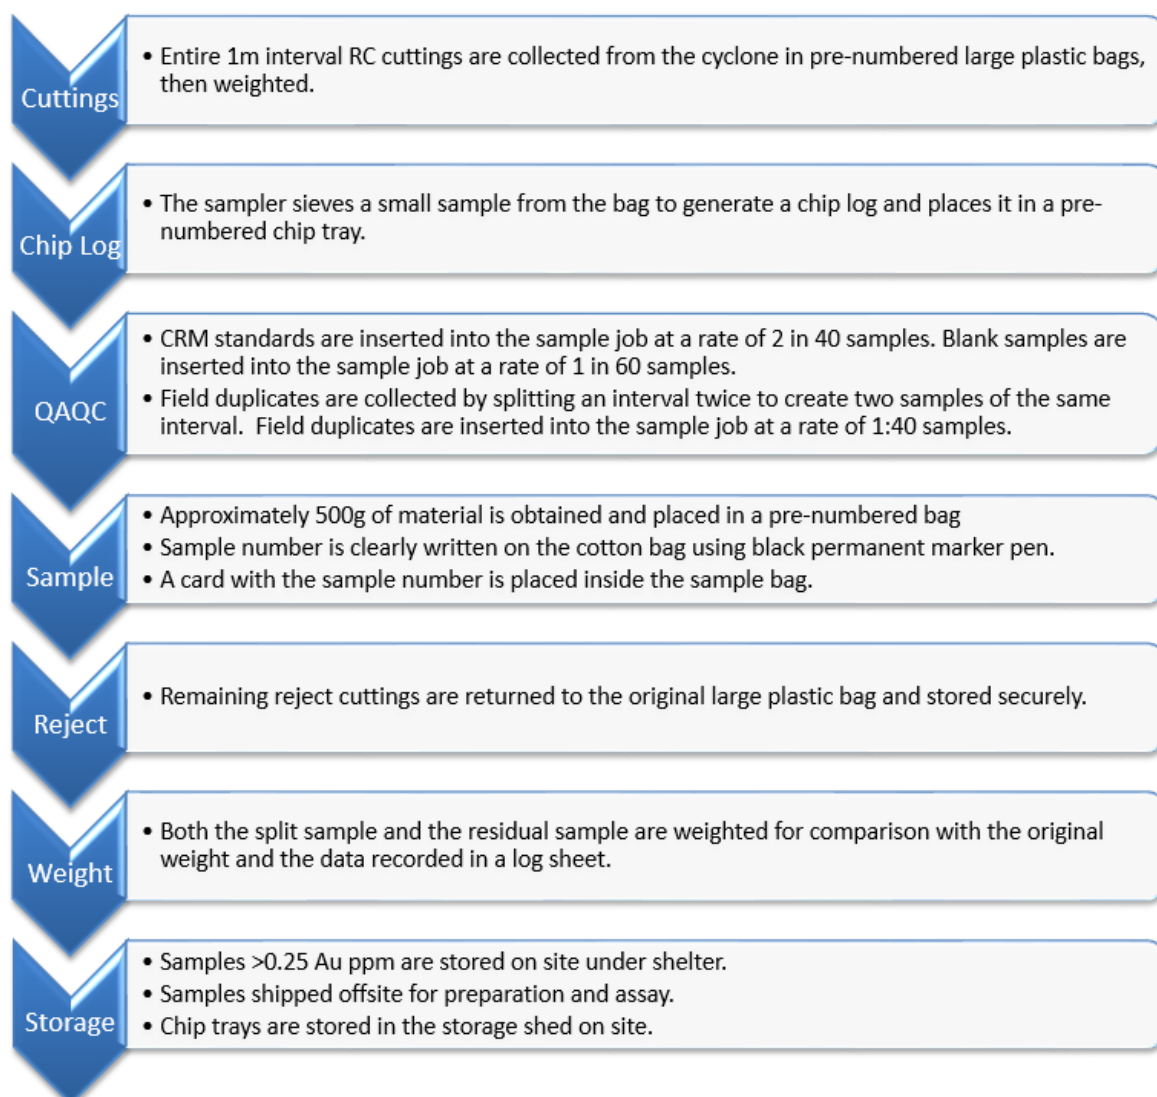 Cuttings
• Entire 1m interval RC cuttings are collected from the cyclone in pre-numbered large plastic bags,
then weighted.
Chip Log
• The sampler sieves a small sample from the bag to generate a chip log and places it in a pre-
numbered chip tray.
QAQC
• CRM standards are inserted into the sample job at a rate of 2 in 40 samples. Blank samples are
inserted into the sample job at a rate of 1 in 60 samples.
• Field duplicates are collected by splitting an interval twice to create two samples of the same
interval.  Field duplicates are inserted into the sample job at a rate of 1:40 samples.
Sample
• Approximately 500g of material is obtained and placed in a pre-numbered bag
• Sample number is clearly written on the cotton bag using black permanent marker pen.
• A card with the sample number is placed inside the sample bag.
Reject
• Remaining reject cuttings are returned to the original large plastic bag and stored securely.
Weight
• Both the split sample and the residual sample are weighted for comparison with the original
weight and the data recorded in a log sheet.
Storage
• Samples >0.25 Au ppm are stored on site under shelter.
• Samples shipped offsite for preparation and assay.
• Chip trays are stored in the storage shed on site.